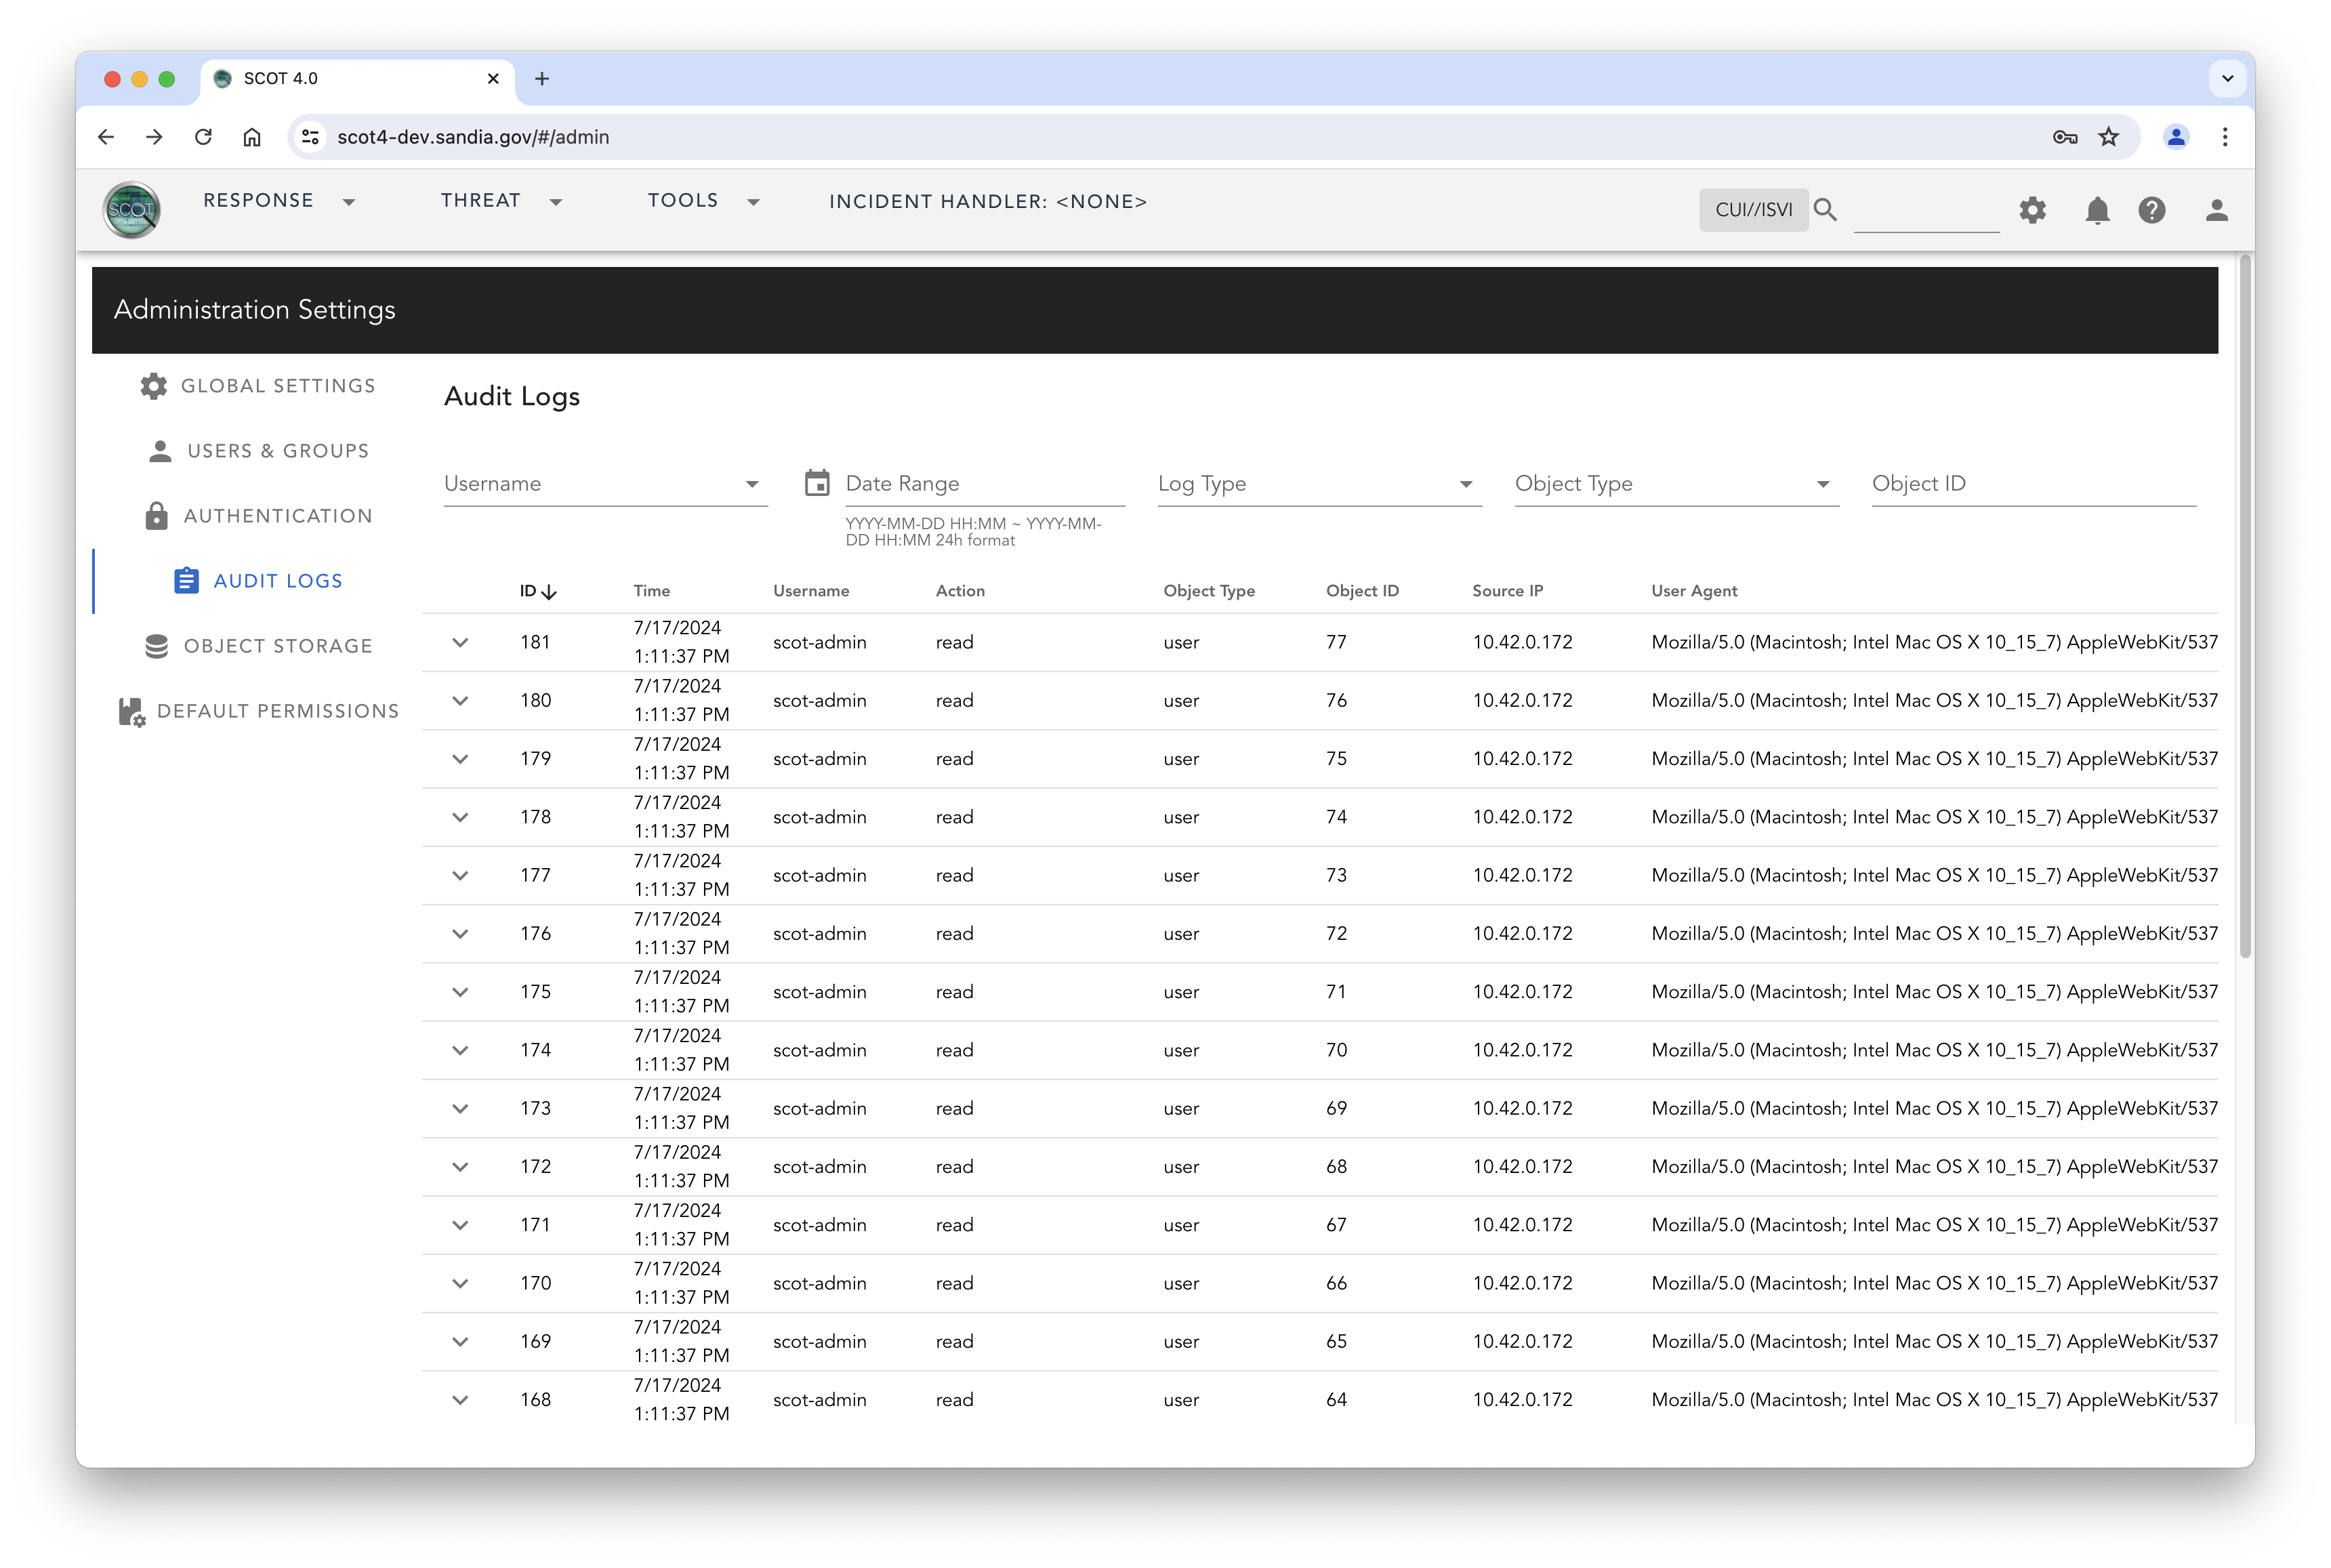 SCOT 4.0
scot4-dev.sandia.gov/#/admin
SCOT
RESPONSE THREAT TOOLS INCIDENT HANDLER: <NONE> CUI//ISVI
Administration Settings
GLOBAL SETTINGS
USERS & GROUPS
AUTHENTICATION
AUDIT LOGS
OBJECT STORAGE
DEFAULT PERMISSIONS
Audit Logs
Username Date Range Log Type Object Type Object ID
YYYY-MM-DD HH:MM ~ YYYY-MM-
DD HH:MM 24h format
ID Time Username Action Object Type Object ID Source IP User Agent
7/17/2024
181 scot-admin read user 77 10.42.0.172 Mozilla/5.0 (Macintosh; Intel Mac OS X 10_15_7) AppleWebKit/537
1:11:37 PM
7/17/2024
180 scot-admin read user 76 10.42.0.172 Mozilla/5.0 (Macintosh; Intel Mac OS X 10_15_7) AppleWebKit/537
1:11:37 PM
7/17/2024
179 scot-admin read user 75 10.42.0.172 Mozilla/5.0 (Macintosh; Intel Mac OS X 10_15_7) AppleWebKit/537
1:11:37 PM
7/17/2024
178 scot-admin read user 74 10.42.0.172 Mozilla/5.0 (Macintosh; Intel Mac OS X 10_15_7) AppleWebKit/537
1:11:37 PM
7/17/2024
177 scot-admin read user 73 10.42.0.172 Mozilla/5.0 (Macintosh; Intel Mac OS X 10_15_7) AppleWebKit/537
1:11:37 PM
7/17/2024
176 scot-admin read user 72 10.42.0.172 Mozilla/5.0 (Macintosh; Intel Mac OS X 10_15_7) AppleWebKit/537
1:11:37 PM
7/17/2024
175 scot-admin read user 71 10.42.0.172 Mozilla/5.0 (Macintosh; Intel Mac OS X 10_15_7) AppleWebKit/537
1:11:37 PM
7/17/2024
174 scot-admin read user 70 10.42.0.172 Mozilla/5.0 (Macintosh; Intel Mac OS X 10_15_7) AppleWebKit/537
1:11:37 PM
7/17/2024
173 scot-admin read user 69 10.42.0.172 Mozilla/5.0 (Macintosh; Intel Mac OS X 10_15_7) AppleWebKit/537
1:11:37 PM
7/17/2024
172 scot-admin read user 68 10.42.0.172 Mozilla/5.0 (Macintosh; Intel Mac OS X 10_15_7) AppleWebKit/537
1:11:37 PM
7/17/2024
171 scot-admin read user 67 10.42.0.172 Mozilla/5.0 (Macintosh; Intel Mac OS X 10_15_7) AppleWebKit/537
1:11:37 PM
7/17/2024
170 scot-admin read user 66 10.42.0.172 Mozilla/5.0 (Macintosh; Intel Mac OS X 10_15_7) AppleWebKit/537
1:11:37 PM
7/17/2024
169 scot-admin read user 65 10.42.0.172 Mozilla/5.0 (Macintosh; Intel Mac OS X 10_15_7) AppleWebKit/537
1:11:37 PM
7/17/2024
168 scot-admin read user 64 10.42.0.172 Mozilla/5.0 (Macintosh; Intel Mac OS X 10_15_7) AppleWebKit/537
1:11:37 PM